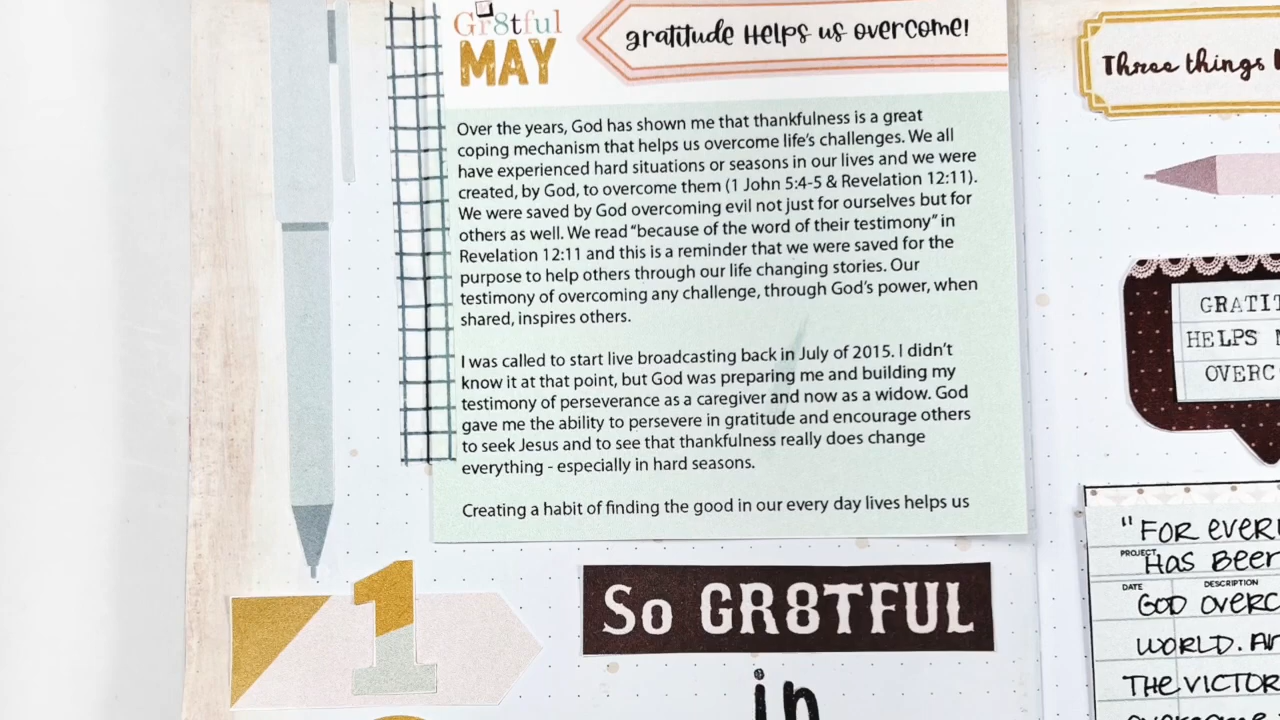 Gr8tful
MAY
gratitude Helps us overcome!
Over the years, God has shown me that thankfulness is a great
coping mechanism that helps us overcome life's challenges. We all
have experienced hard situations or seasons in our lives and we were
created, by God, to overcome them (1 John 5:4-5 & Revelation 12:11).
We were saved by God overcoming evil not just for ourselves but for
others as well. We read "because of the word of their testimony" in
Revelation 12:11 and this is a reminder that we were saved for the
purpose to help others through our life changing stories. Our
testimony of overcoming any challenge, through God's power, when
shared, inspires others.
I was called to start live broadcasting back in July of 2015. I didn't
know it at that point, but God was preparing me and building my
testimony of perseverance as a caregiver and now as a widow. God
gave me the ability to persevere in gratitude and encourage others
to seek Jesus and to see that thankfulness really does change
everything - especially in hard seasons.
Creating a habit of finding the good in our every day lives helps us
1
So GR8TFUL
in
Three things
GRATI
HELPS
OVERC
"FOR EVER
PROJECT
HAS BEEN
DATE
DESCRIPTION
GOD OVERC
WORLD. 
THE VICTOR